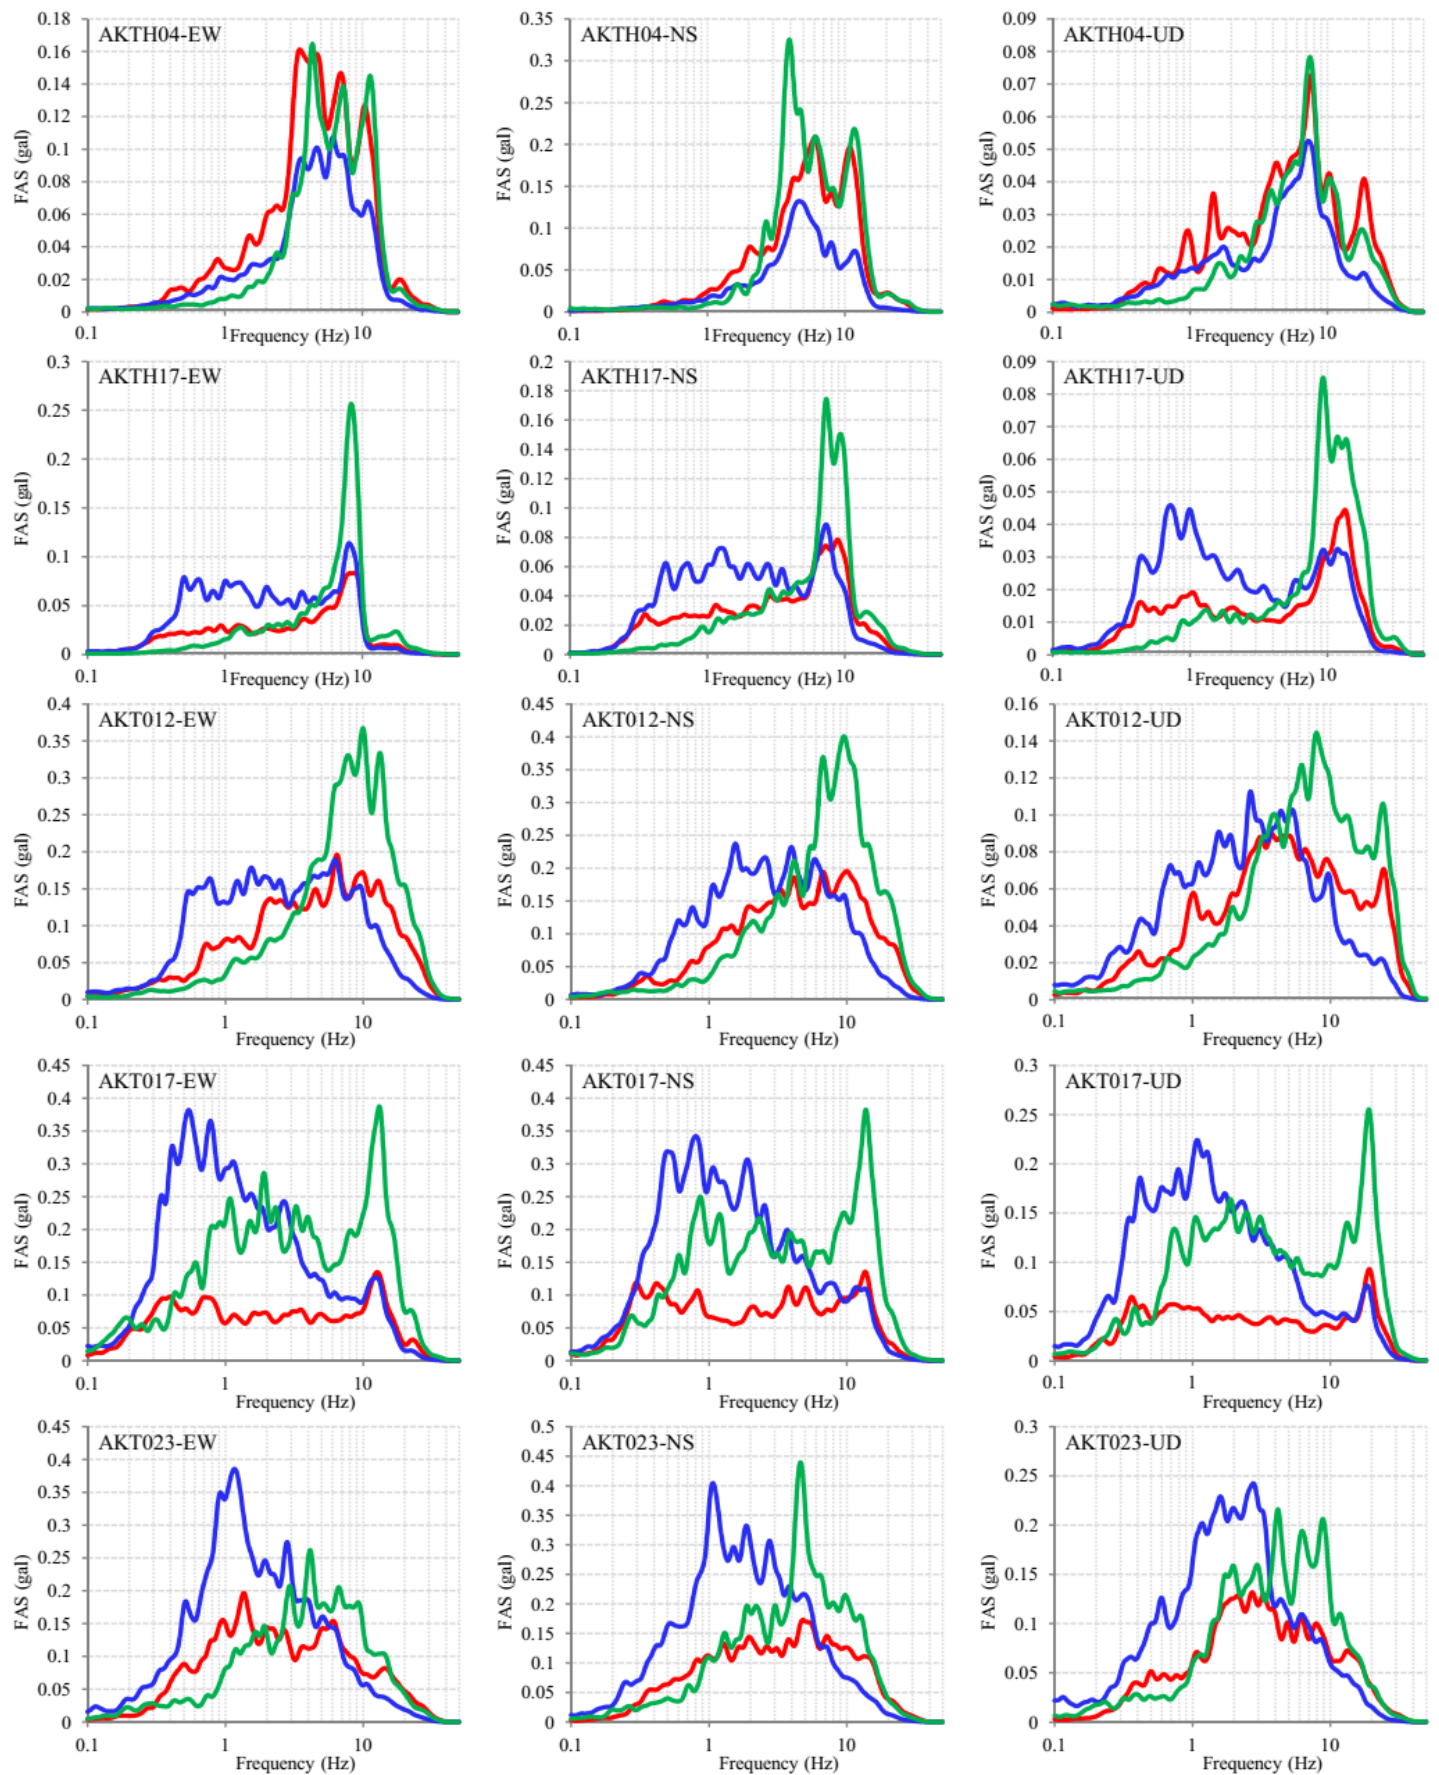 AKTH04-EW
0.18
0.16
0.14
0.12
0.1
0.08
0.06
0.04
0.02
0
FAS (gal)
0.1 1 10
Frequency (Hz)
AKTH04-NS
0.35
0.3
0.25
0.2
0.15
0.1
0.05
0
FAS (gal)
0.1 1 10
Frequency (Hz)
AKTH04-UD
0.09
0.08
0.07
0.06
0.05
0.04
0.03
0.02
0.01
0
FAS (gal)
0.1 1 10
Frequency (Hz)
AKTH17-EW
0.3
0.25
0.2
0.15
0.1
0.05
0
FAS (gal)
0.1 1 10
Frequency (Hz)
AKTH17-NS
0.2
0.18
0.16
0.14
0.12
0.1
0.08
0.06
0.04
0.02
0
FAS (gal)
0.1 1 10
Frequency (Hz)
AKTH17-UD
0.09
0.08
0.07
0.06
0.05
0.04
0.03
0.02
0.01
0
FAS (gal)
0.1 1 10
Frequency (Hz)
AKT012-EW
0.4
0.35
0.3
0.25
0.2
0.15
0.1
0.05
0
FAS (gal)
0.1 1 10
Frequency (Hz)
AKT012-NS
0.45
0.4
0.35
0.3
0.25
0.2
0.15
0.1
0.05
0
FAS (gal)
0.1 1 10
Frequency (Hz)
AKT012-UD
0.16
0.14
0.12
0.1
0.08
0.06
0.04
0.02
0
FAS (gal)
0.1 1 10
Frequency (Hz)
AKT017-EW
0.45
0.4
0.35
0.3
0.25
0.2
0.15
0.1
0.05
0
FAS (gal)
0.1 1 10
Frequency (Hz)
AKT017-NS
0.45
0.4
0.35
0.3
0.25
0.2
0.15
0.1
0.05
0
FAS (gal)
0.1 1 10
Frequency (Hz)
AKT017-UD
0.3
0.25
0.2
0.15
0.1
0.05
0
FAS (gal)
0.1 1 10
Frequency (Hz)
AKT023-EW
0.45
0.4
0.35
0.3
0.25
0.2
0.15
0.1
0.05
0
FAS (gal)
0.1 1 10
Frequency (Hz)
AKT023-NS
0.5
0.45
0.4
0.35
0.3
0.25
0.2
0.15
0.1
0.05
0
FAS (gal)
0.1 1 10
Frequency (Hz)
AKT023-UD
0.3
0.25
0.2
0.15
0.1
0.05
0
FAS (gal)
0.1 1 10
Frequency (Hz)